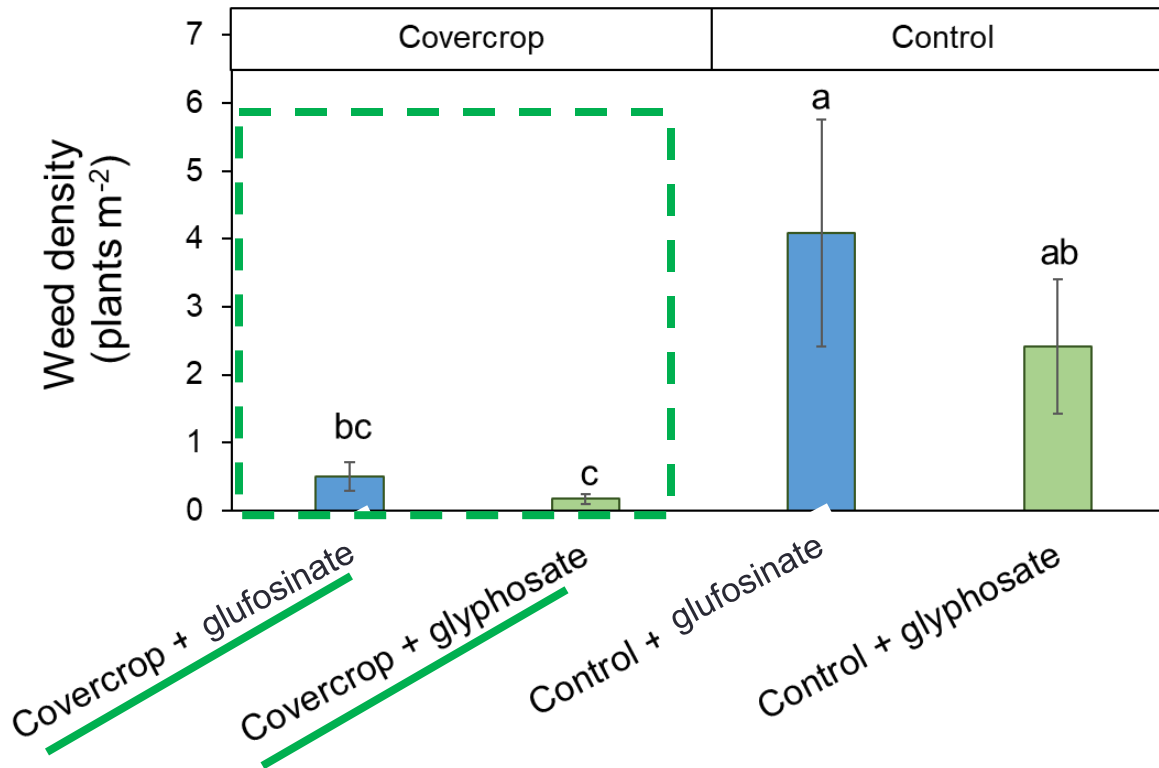 7
Covercrop
Control
6
5
4
3
2
1
0
Weed density
(plants m⁻²)
a
ab
bc
c
Covercrop + glufosinate
Covercrop + glyphosate
Control + glufosinate
Control + glyphosate